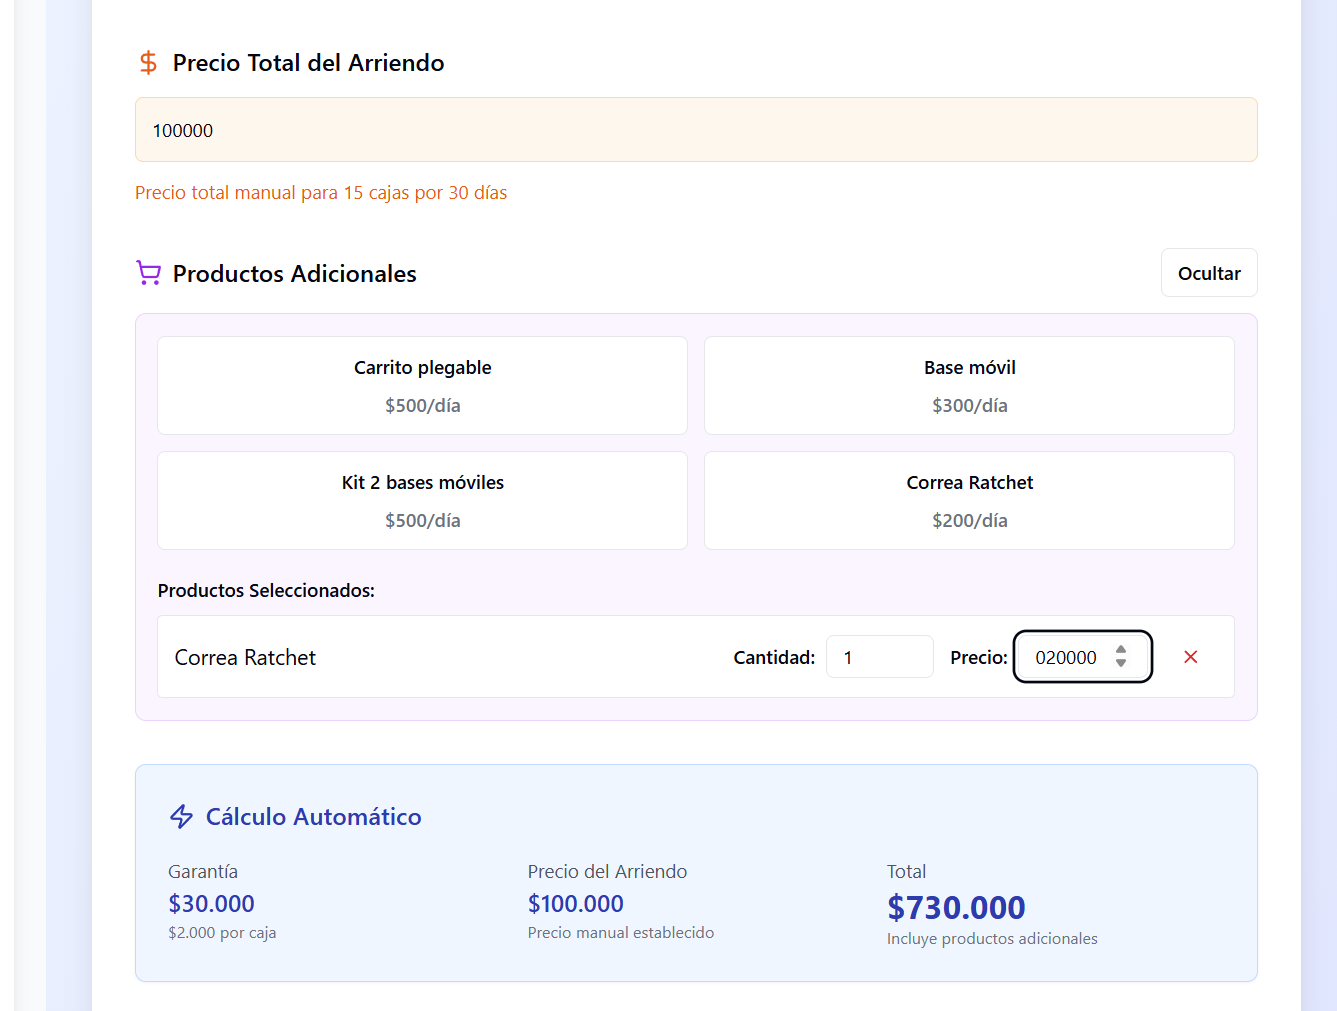 Precio Total del Arriendo
100000
Precio total manual para 15 cajas por 30 días
Productos Adicionales
Ocultar
Carrito plegable
$500/día
Base móvil
$300/día
Kit 2 bases móviles
$500/día
Correa Ratchet
$200/día
Productos Seleccionados:
Correa Ratchet Cantidad: 1 Precio: 020000
Cálculo Automático
Garantía
$30.000
$2.000 por caja
Precio del Arriendo
$100.000
Precio manual establecido
Total
$730.000
Incluye productos adicionales